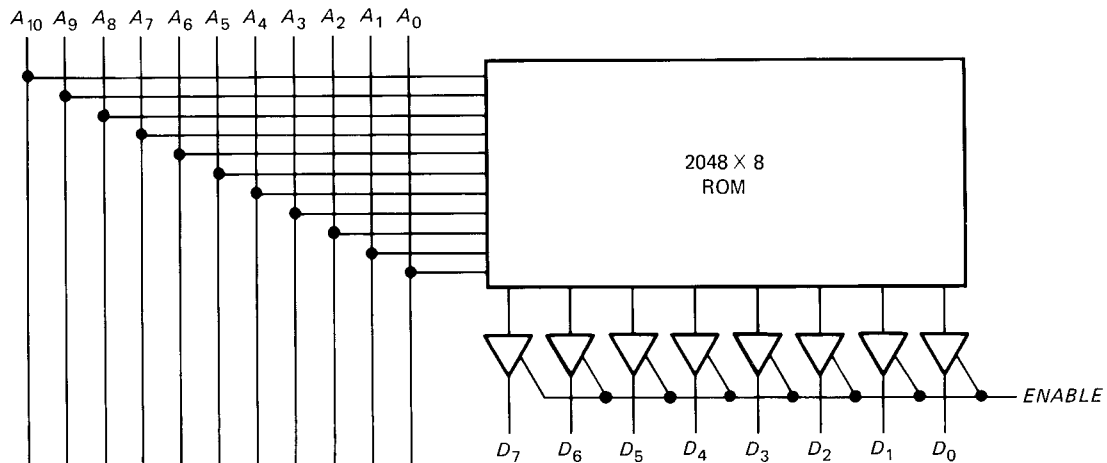 A₁₀ A₉ A₈ A₇ A₆ A₅ A₄ A₃ A₂ A₁ A₀
2048 × 8
ROM
ENABLE
D₇ D₆ D₅ D₄ D₃ D₂ D₁ D₀